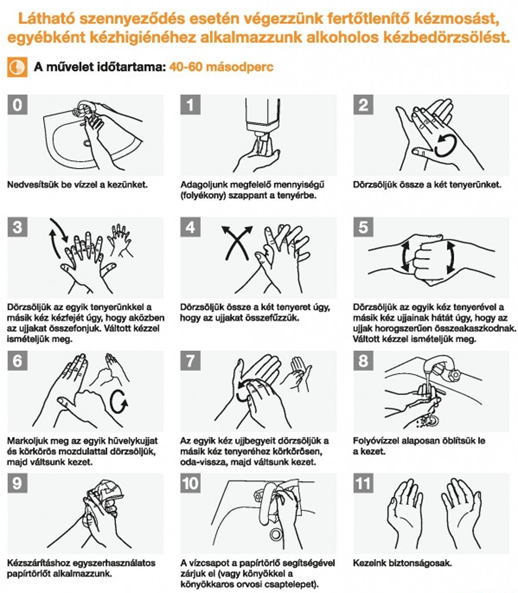 Látható szennyeződés esetén végezzünk fertőtlenítő kézmosást,
egyébként kézhigiénéhez alkalmazzunk alkoholos kézbedörzsölést.
A művelet időtartama: 40-60 másodperc
0
Nedvesítsük be vízzel a kezünket.
1
Adagoljunk megfelelő mennyiségű
(folyékony) szappant a tenyérbe.
2
Dörzsöljük össze a két tenyerünket.
3
Dörzsöljük az egyik tenyerünkkel a
másik kéz kézfejét úgy, hogy aközben
az ujjakat összefonjuk. Váltott kézzel
ismételjük meg.
4
Dörzsöljük össze a két tenyeret úgy,
hogy az ujjakat összefűzzük.
5
Dörzsöljük az egyik kéz tenyerével a
másik kéz ujjainak hátát úgy, hogy az
ujjak horogszerűen összeakaszkodnak.
Váltott kézzel ismételjük meg.
6
Markoljuk meg az egyik hüvelykujjat
és körkörös mozdulattal dörzsöljük,
majd váltsunk kezet.
7
Az egyik kéz ujjbegyeit dörzsöljük a
másik kéz tenyeréhez körkörösen,
oda-vissza, majd váltsunk kezet.
8
Folyóvízzel alaposan öblítsük le
a kezet.
9
Kézszárításhoz egyszerhasználatos
papírtörlőt alkalmazzunk.
10
A vízcsapot a papírtörlő segítségével
zárjuk el (vagy könyökkel a
könyökkaros orvosi csaptelepet).
11
Kezeink biztonságosak.